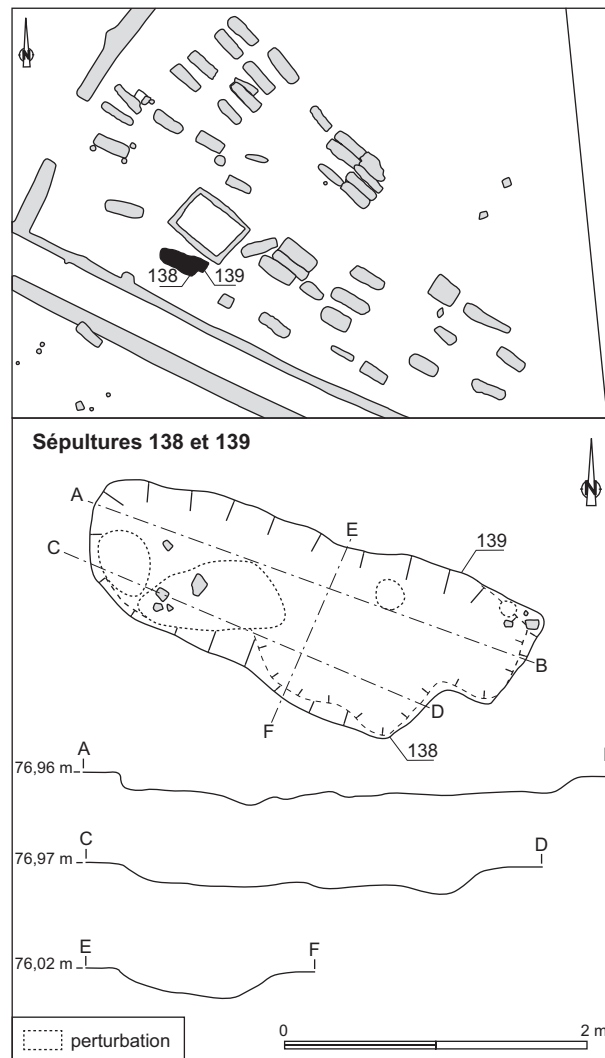 N
138 139
Sépultures 138 et 139
N
A
E
C
139
B
D
F
138
A
76,96 m
C D
76,97 m
E F
76,02 m
perturbation
0 2 m